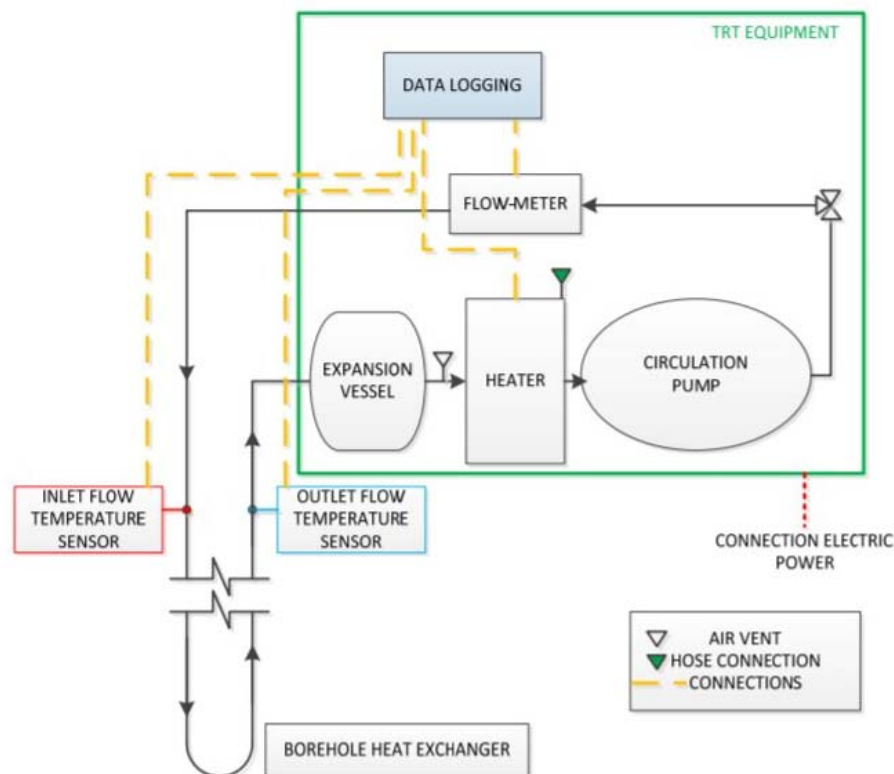 TRT EQUIPMENT
DATA LOGGING
FLOW-METER
EXPANSION
VESSEL
HEATER
CIRCULATION
PUMP
INLET FLOW
TEMPERATURE
SENSOR
OUTLET FLOW
TEMPERATURE
SENSOR
CONNECTION ELECTRIC
POWER
AIR VENT
HOSE CONNECTION
CONNECTIONS
BOREHOLE HEAT EXCHANGER